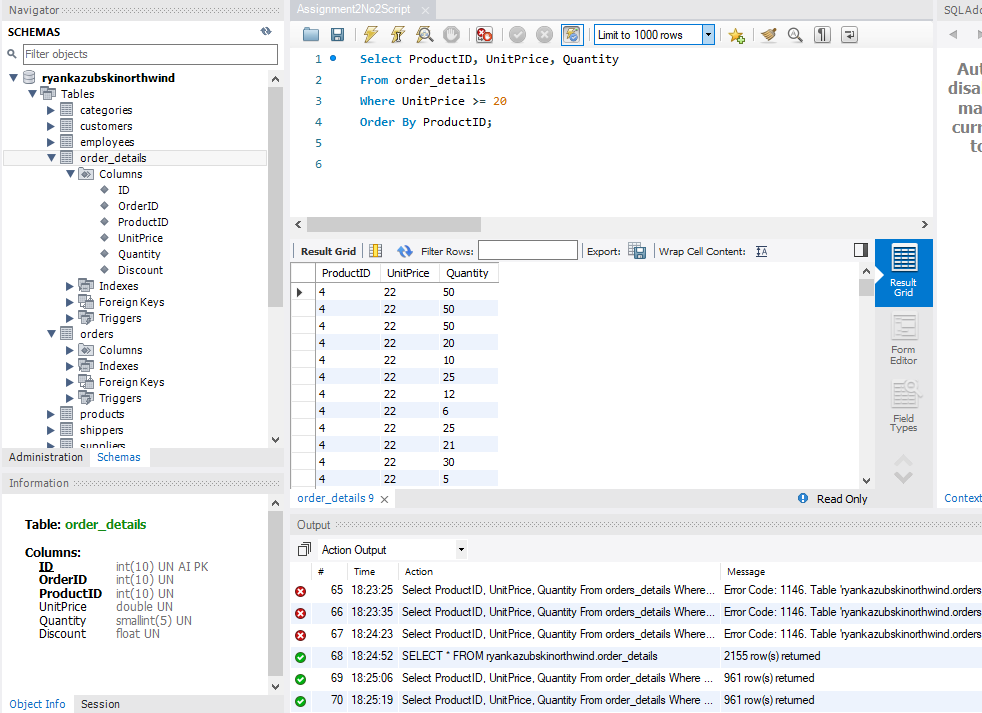 Navigator
SCHEMAS
Filter objects
ryankazubskinorthwind
Tables
categories
customers
employees
order_details
Columns
ID
OrderID
ProductID
UnitPrice
Quantity
Discount
Indexes
Foreign Keys
Triggers
orders
Columns
Indexes
Foreign Keys
Triggers
products
shippers
suppliers
Administration Schemas
Information
Table: order_details
Columns:
ID int(10) UN AI PK
OrderID int(10) UN
ProductID int(10) UN
UnitPrice double UN
Quantity smallint(5) UN
Discount float UN
Object Info Session
Assignment2No2Script
Limit to 1000 rows
1 Select ProductID, UnitPrice, Quantity
2 From order_details
3 Where UnitPrice >= 20
4 Order By ProductID;
5
6
Result Grid Filter Rows: Export: Wrap Cell Content: IA
ProductID UnitPrice Quantity
4 22 50
4 22 50
4 22 50
4 22 20
4 22 10
4 22 25
4 22 12
4 22 6
4 22 25
4 22 21
4 22 30
4 22 5
Result
Grid
Form
Editor
Field
Types
order_details 9 Read Only
Output
Action Output
# Time Action Message
65 18:23:25 Select ProductID, UnitPrice, Quantity From orders_details Where... Error Code: 1146. Table 'ryankazubskinorthwind.orders
66 18:23:35 Select ProductID, UnitPrice, Quantity From orders_details Where... Error Code: 1146. Table 'ryankazubskinorthwind.orders
67 18:24:23 Select ProductID, UnitPrice, Quantity From orders_details Where... Error Code: 1146. Table 'ryankazubskinorthwind.orders
68 18:24:52 SELECT * FROM ryankazubskinorthwind.order_details 2155 row(s) returned
69 18:25:06 Select ProductID, UnitPrice, Quantity From order_details Where ... 961 row(s) returned
70 18:25:19 Select ProductID, UnitPrice, Quantity From order_details Where ... 961 row(s) returned
SQLAdd
Aut
disa
ma
curr
to
Context